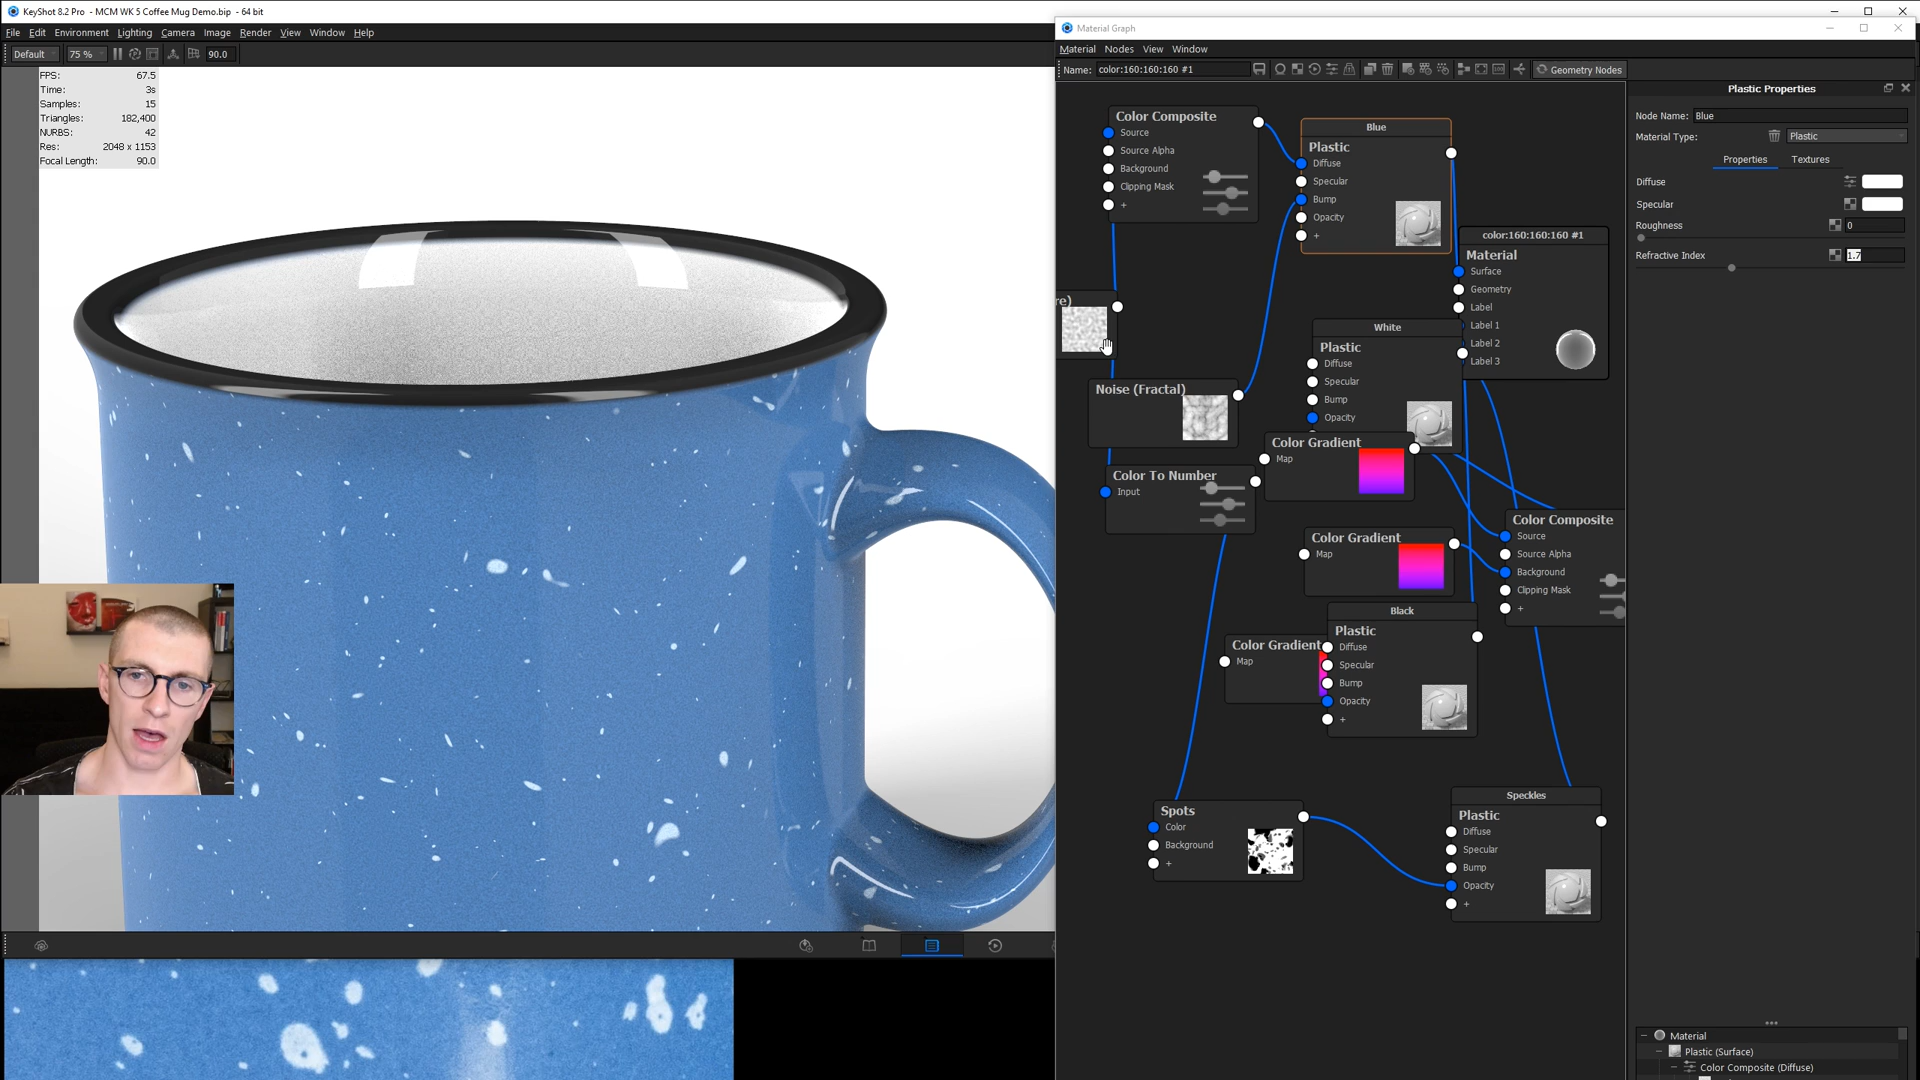 KeyShot 8.2 Pro - MCM WK 5 Coffee Mug Demo.bip - 64 bit
File Edit Environment Lighting Camera Image Render View Window Help
Default 75 % 90.0
FPS: 67.5
Time: 3s
Samples: 15
Triangles: 182,400
NURBS: 42
Res: 2048 x 1153
Focal Length: 90.0
Material Graph
Material Nodes View Window
Name: color:160:160:160 #1 Geometry Nodes
Color Composite
Source
Source Alpha
Background
Clipping Mask
+
Blue
Plastic
Diffuse
Specular
Bump
Opacity
+
color:160:160:160 #1
Material
Surface
Geometry
Label
Label 1
Label 2
Label 3
re)
White
Plastic
Diffuse
Specular
Bump
Opacity
Noise (Fractal)
Color Gradient
Map
Color To Number
Input
Color Gradient
Map
Color Composite
Source
Source Alpha
Background
Clipping Mask
+
Color Gradient
Map
Black
Plastic
Diffuse
Specular
Bump
Opacity
+
Spots
Color
Background
+
Speckles
Plastic
Diffuse
Specular
Bump
Opacity
+
Plastic Properties
Node Name: Blue
Material Type: Plastic
Properties Textures
Diffuse
Specular
Roughness 0
Refractive Index 1.7
Material
Plastic (Surface)
Color Composite (Diffuse)